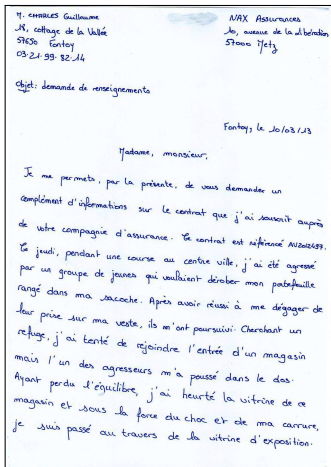 M. CHARLES Guillaume
18, cottage de la Vallée
57650 Fontoy
03.21.99.32.14
NAX Assurances
10, avenue de la libération
57000 Metz
Objet: demande de renseignements
Fontoy, le 10/03/13
Madame, monsieur,
Je me permets, par la présente, de vous demander un
complément d'informations sur le contrat que j'ai souscrit auprès
de votre compagnie d'assurance. Ce contrat est référencé AU2012497.
Ce jeudi, pendant une course au centre ville, j'ai été agressé
par un groupe de jeunes qui voulaient dérober mon portefeuille
rangé dans ma sacoche. Après avoir réussi à me dégager de
leur prise sur ma veste, ils m'ont poursuivi. Cherchant un
refuge, j'ai tenté de rejoindre l'entrée d'un magasin
mais l'un des agresseurs m'a poussé dans le dos.
Ayant perdu l'équilibre, j'ai heurté la vitrine de ce
magasin et sous la force du choc et de ma carrure,
je suis passé au travers de la vitrine d'exposition.